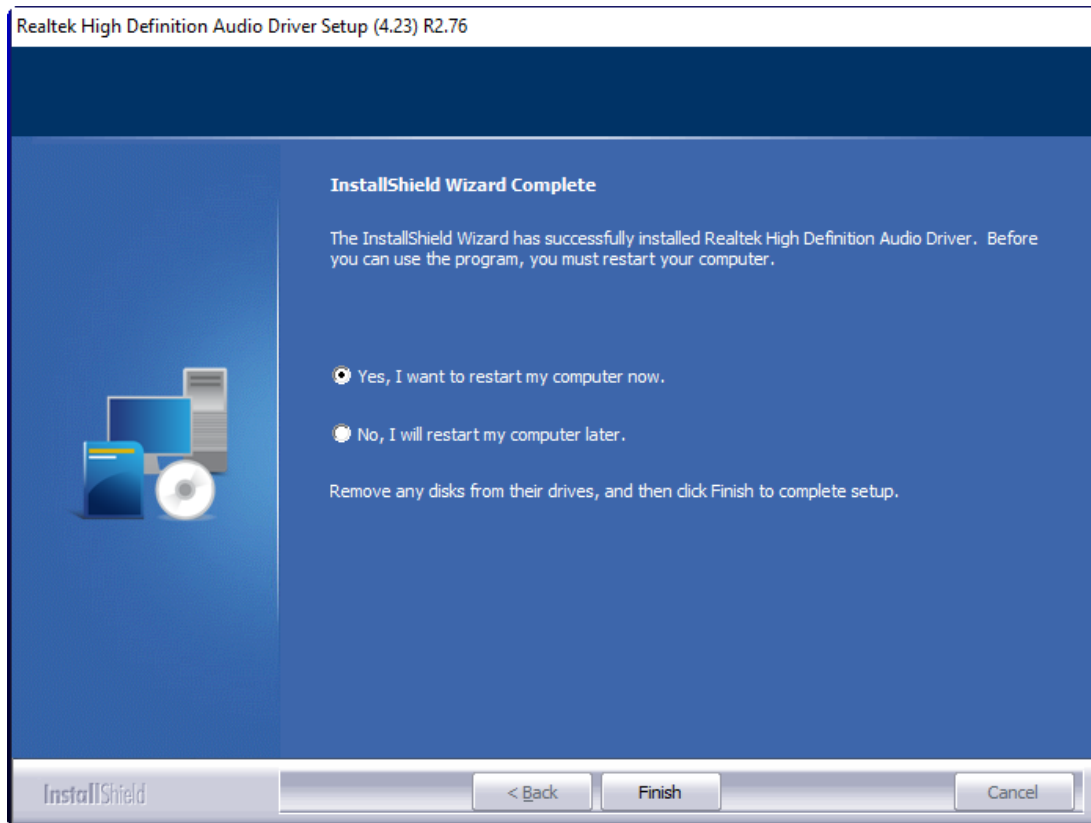 Realtek High Definition Audio Driver Setup (4.23) R2.76
InstallShield Wizard Complete
The InstallShield Wizard has successfully installed Realtek High Definition Audio Driver.  Before
you can use the program, you must restart your computer.
Yes, I want to restart my computer now.
No, I will restart my computer later.
Remove any disks from their drives, and then click Finish to complete setup.
InstallShield
< Back
Finish
Cancel